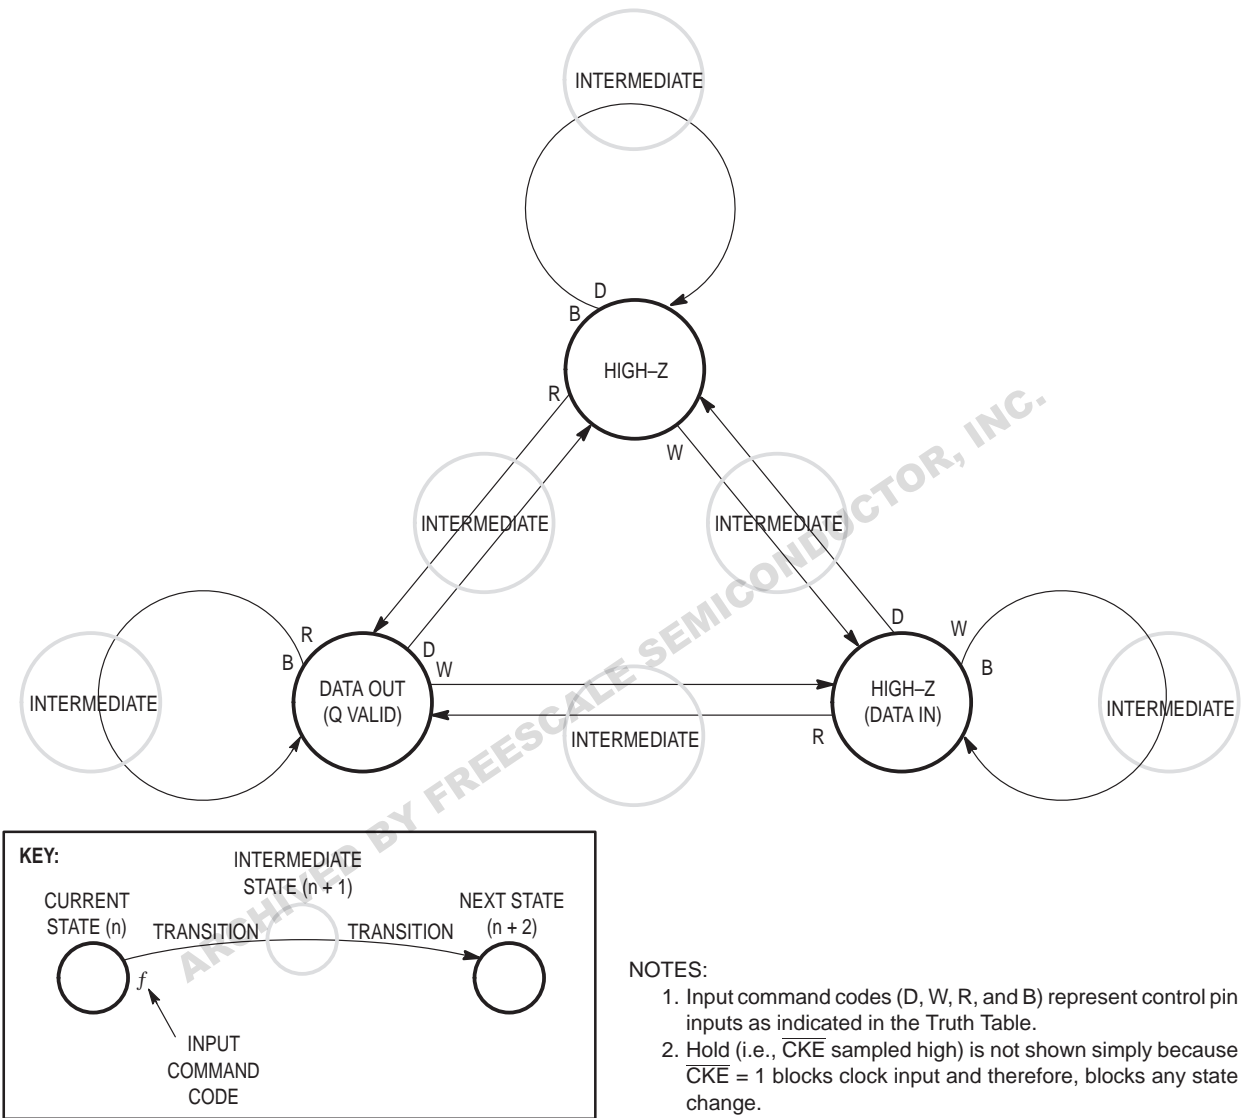 INTERMEDIATE
D
B
HIGH–Z
R
W
INTERMEDIATE
INTERMEDIATE
R
B
D
W
D
W
B
INTERMEDIATE
DATA OUT
(Q VALID)
HIGH–Z
(DATA IN)
INTERMEDIATE
INTERMEDIATE
R
ARCHIVED BY FREESCALE SEMICONDUCTOR, INC.
KEY:
INTERMEDIATE
STATE (n + 1)
CURRENT
STATE (n)
NEXT STATE
(n + 2)
TRANSITION
TRANSITION
f
INPUT
COMMAND
CODE
NOTES:
1. Input command codes (D, W, R, and B) represent control pin
inputs as indicated in the Truth Table.
2. Hold (i.e., C̅K̅E̅ sampled high) is not shown simply because
C̅K̅E̅ = 1 blocks clock input and therefore, blocks any state
change.